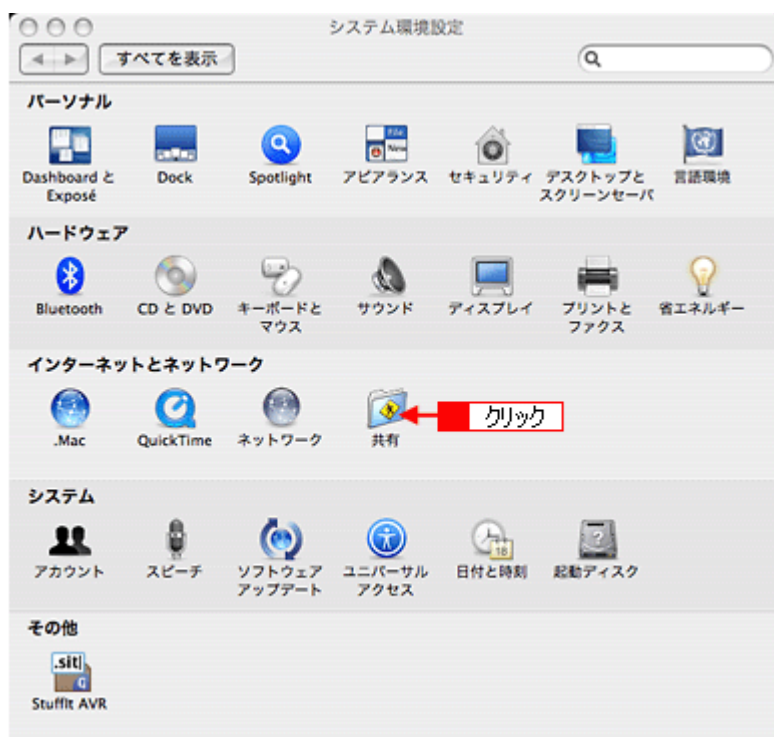 システム環境設定
すべてを表示
パーソナル
File
New
Dashboard と
Exposé
Dock
Spotlight
アピアランス
セキュリティ
デスクトップと
スクリーンセーバ
言語環境
ハードウェア
Bluetooth
CD と DVD
キーボードと
マウス
サウンド
ディスプレイ
プリントと
ファクス
省エネルギー
インターネットとネットワーク
.Mac
QuickTime
ネットワーク
共有
クリック
システム
18
?
アカウント
スピーチ
ソフトウェア
アップデート
ユニバーサル
アクセス
日付と時刻
起動ディスク
その他
.sit
StuffIt AVR